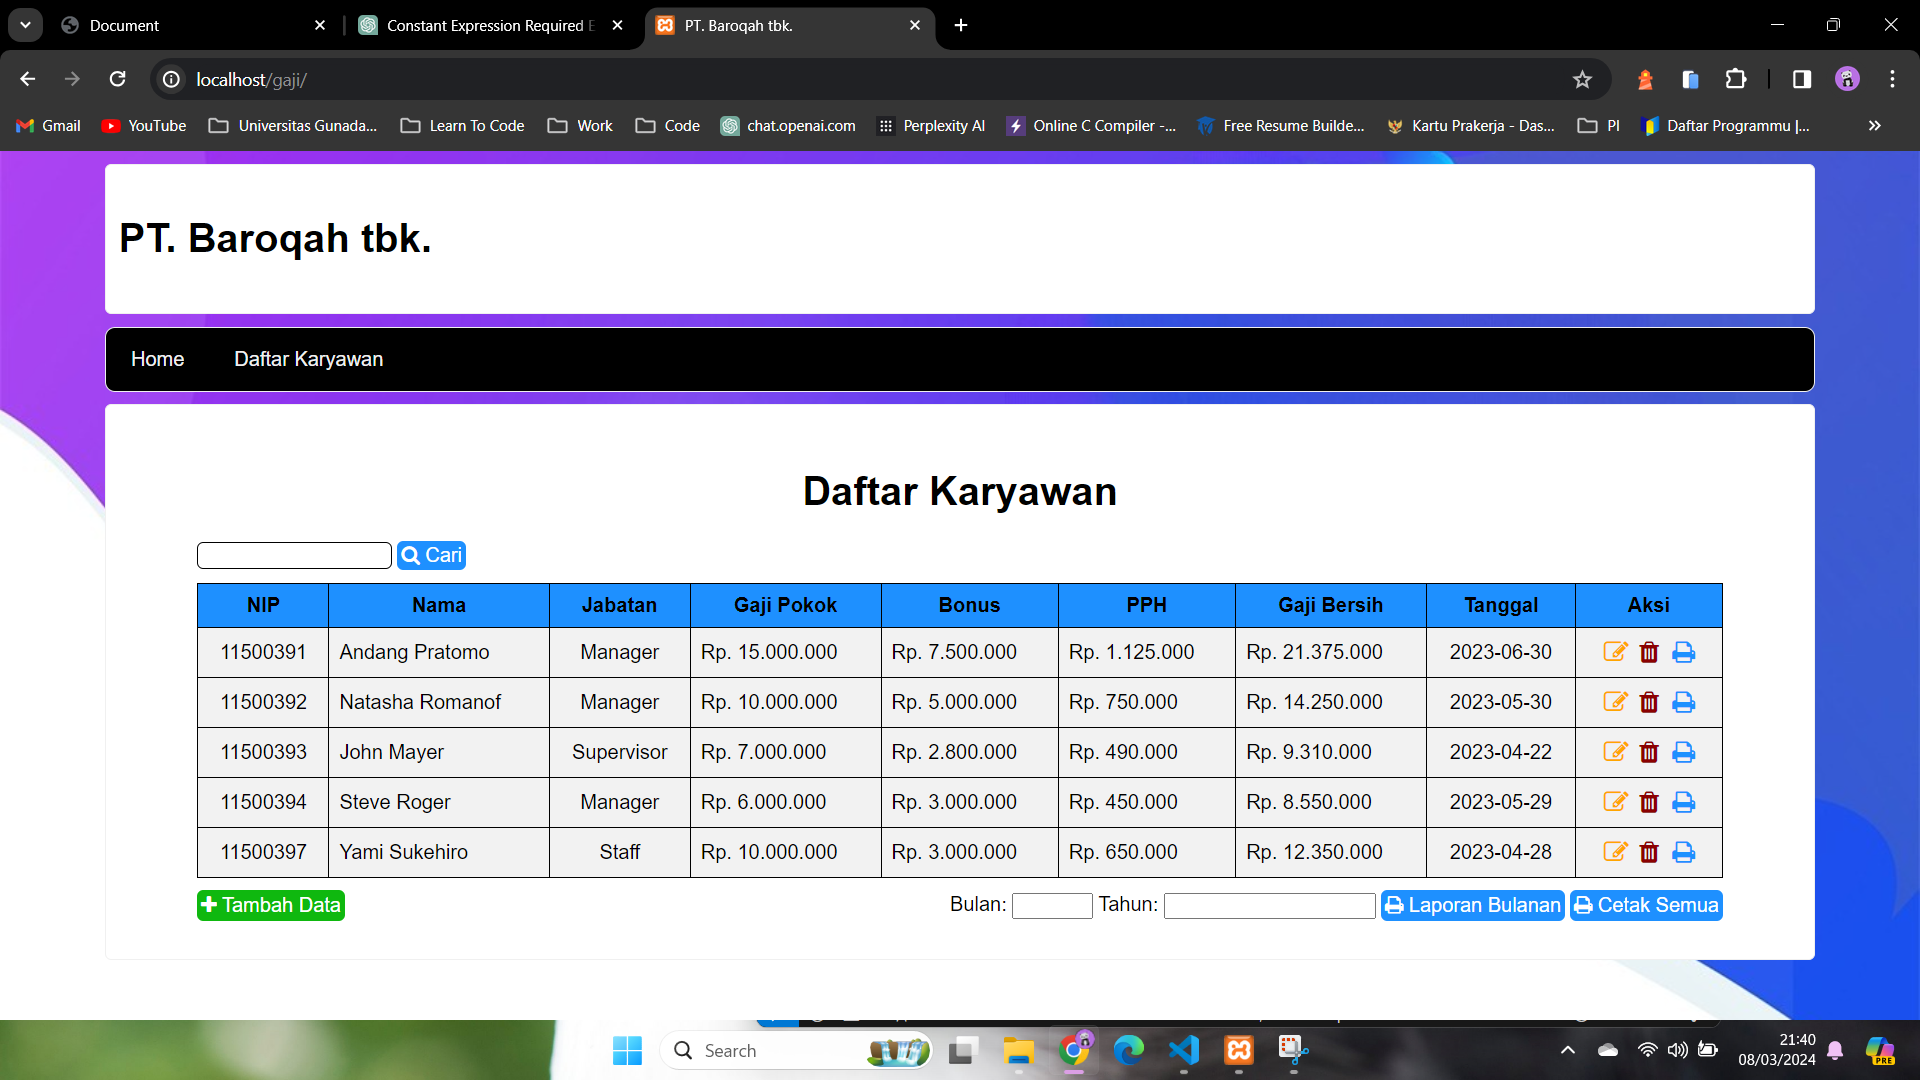 Document
Constant Expression Required E
PT. Baroqah tbk.
localhost/gaji/
Gmail YouTube Universitas Gunada... Learn To Code Work Code chat.openai.com Perplexity AI Online C Compiler -... Free Resume Builde... Kartu Prakerja - Das... PI Daftar Programmu |...
PT. Baroqah tbk.
Home Daftar Karyawan
Daftar Karyawan
Cari
NIP Nama Jabatan Gaji Pokok Bonus PPH Gaji Bersih Tanggal Aksi
11500391 Andang Pratomo Manager Rp. 15.000.000 Rp. 7.500.000 Rp. 1.125.000 Rp. 21.375.000 2023-06-30
11500392 Natasha Romanof Manager Rp. 10.000.000 Rp. 5.000.000 Rp. 750.000 Rp. 14.250.000 2023-05-30
11500393 John Mayer Supervisor Rp. 7.000.000 Rp. 2.800.000 Rp. 490.000 Rp. 9.310.000 2023-04-22
11500394 Steve Roger Manager Rp. 6.000.000 Rp. 3.000.000 Rp. 450.000 Rp. 8.550.000 2023-05-29
11500397 Yami Sukehiro Staff Rp. 10.000.000 Rp. 3.000.000 Rp. 650.000 Rp. 12.350.000 2023-04-28
Tambah Data Bulan: Tahun: Laporan Bulanan Cetak Semua
Search
21:40
08/03/2024
PRE